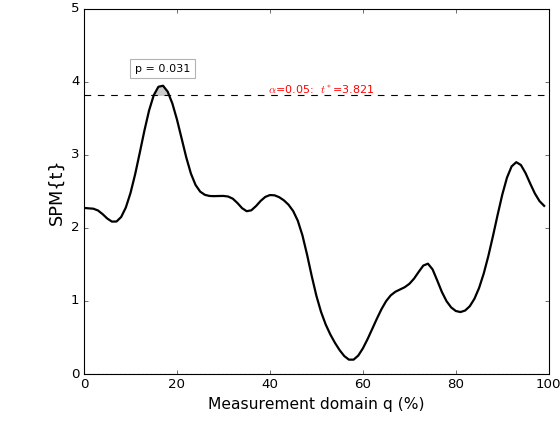 5
p = 0.031
4
α=0.05: t*=3.821
3
SPM{t}
2
1
0
0 20 40 60 80 100
Measurement domain q (%)